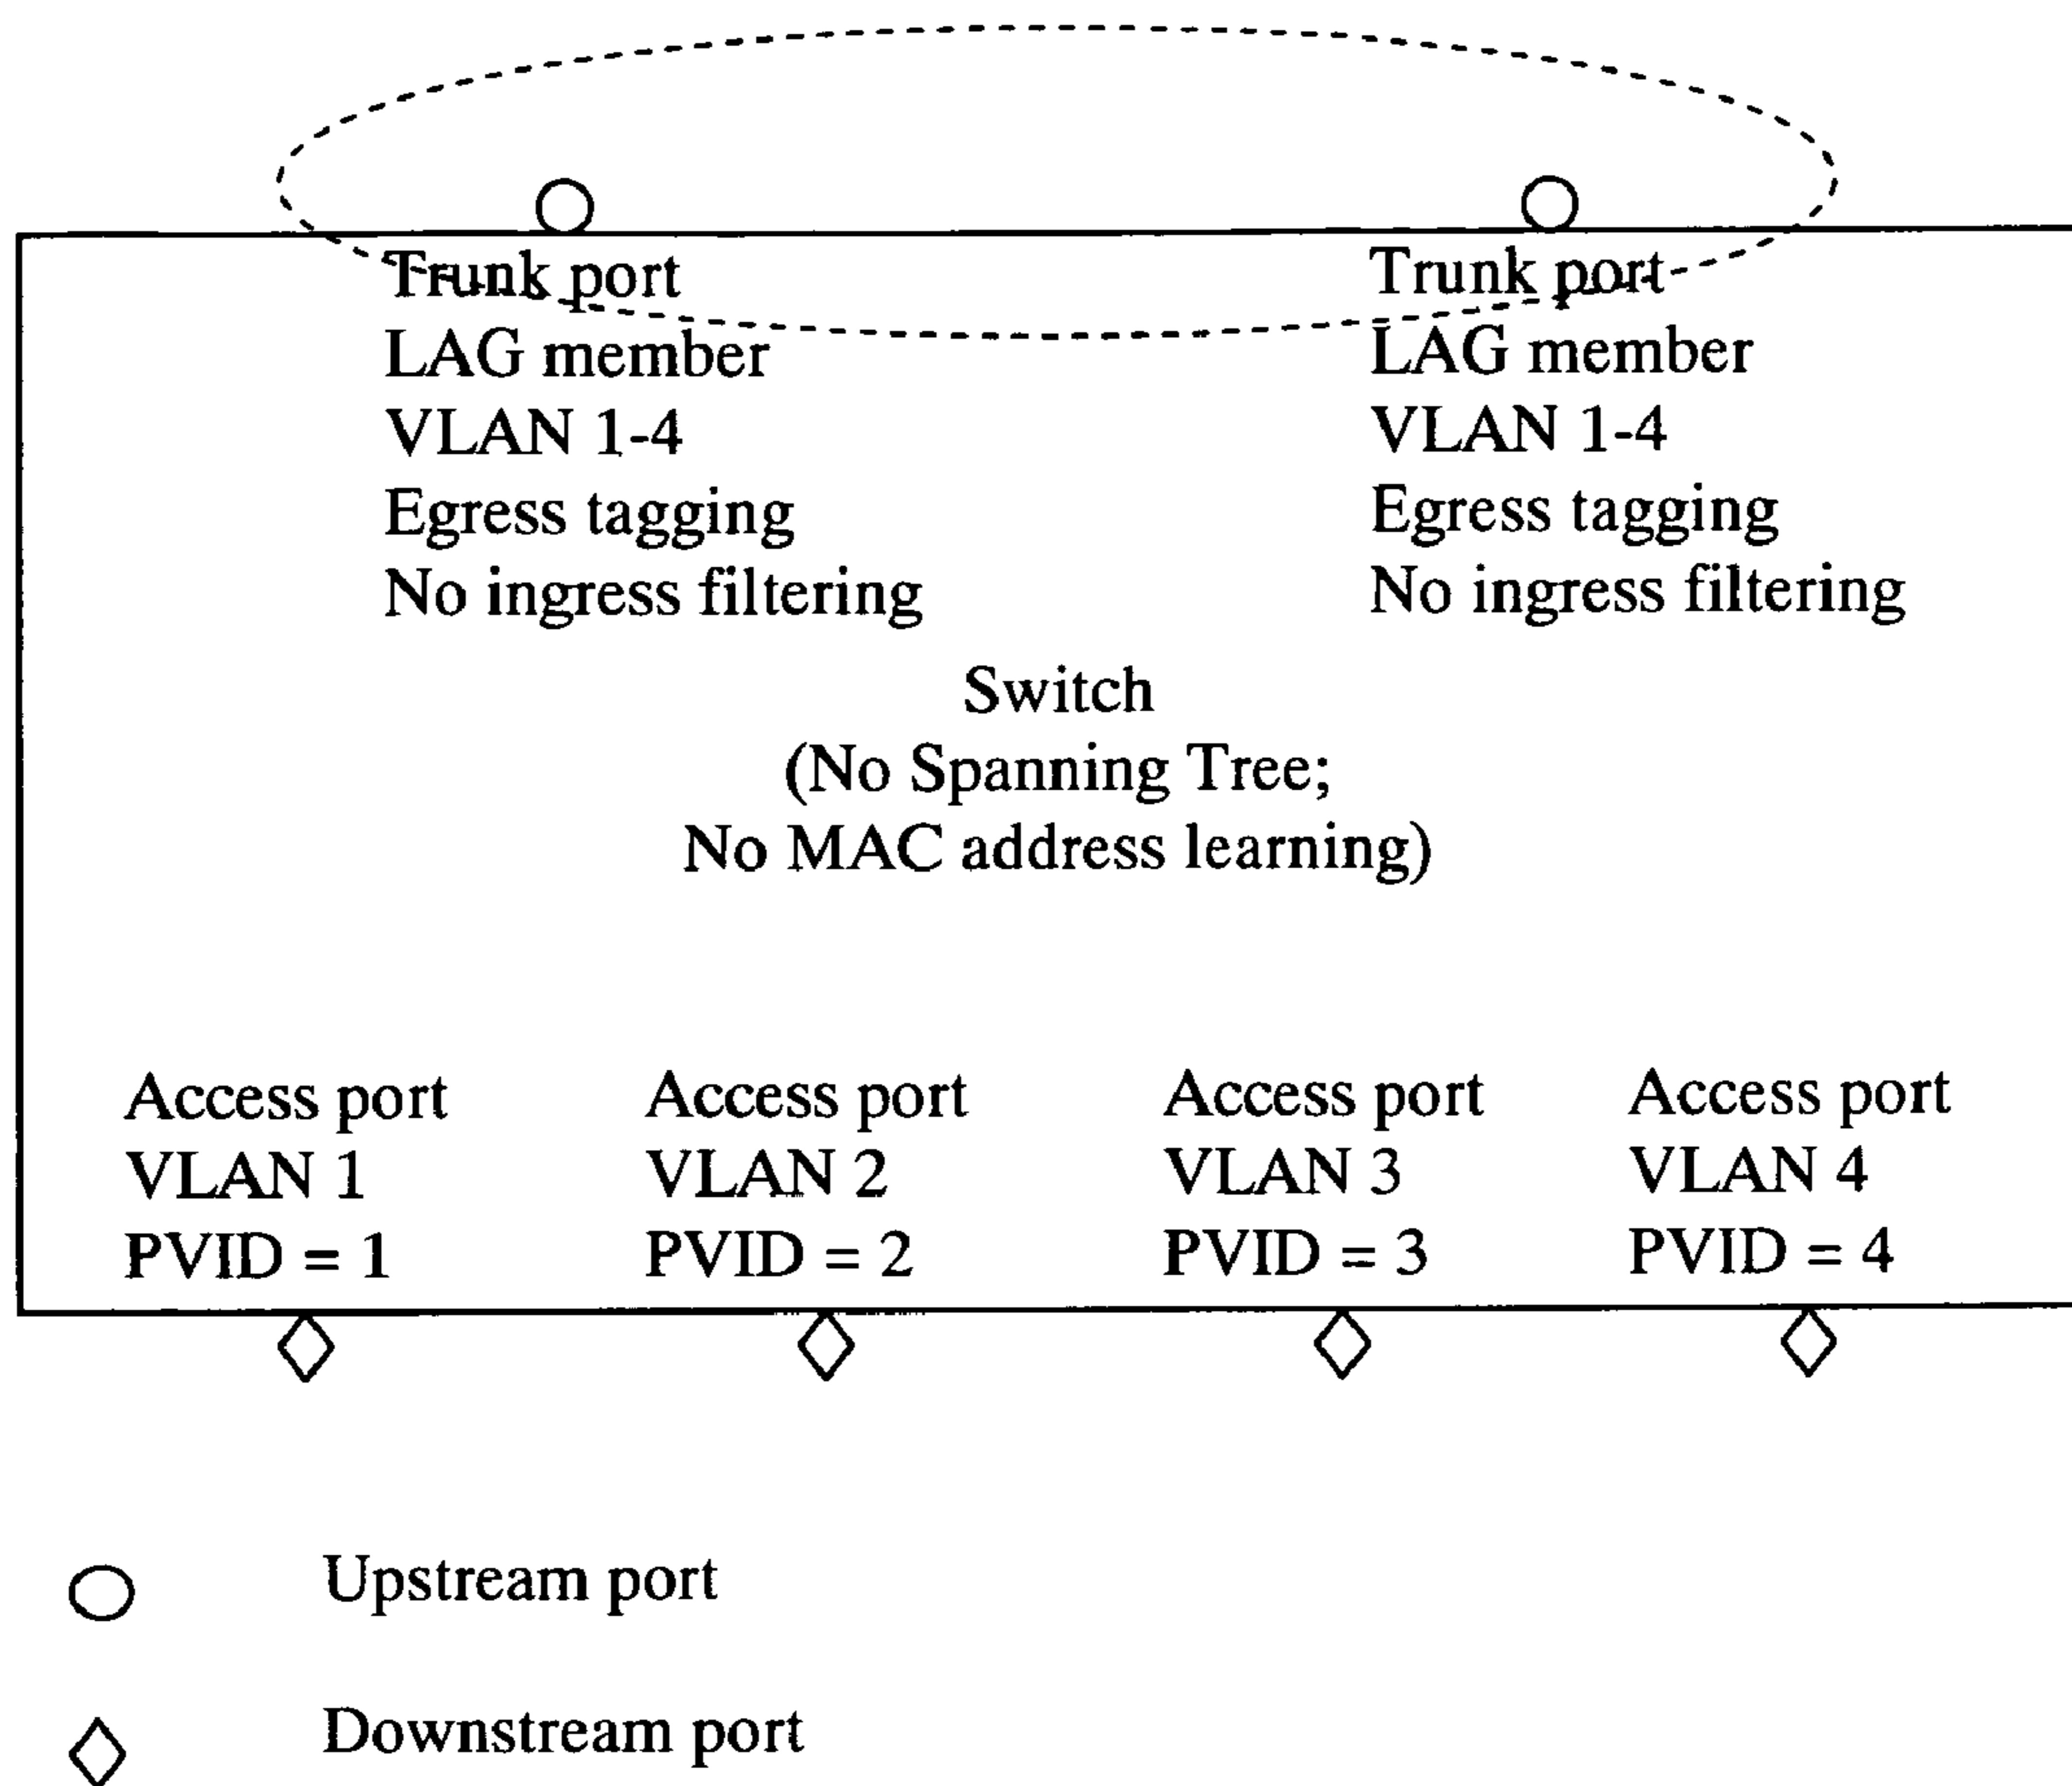 Trunk port
LAG member
VLAN 1-4
Egress tagging
No ingress filtering
Trunk port
LAG member
VLAN 1-4
Egress tagging
No ingress filtering
Switch
(No Spanning Tree;
No MAC address learning)
Access port
VLAN 1
PVID = 1
Access port
VLAN 2
PVID = 2
Access port
VLAN 3
PVID = 3
Access port
VLAN 4
PVID = 4
Upstream port
Downstream port